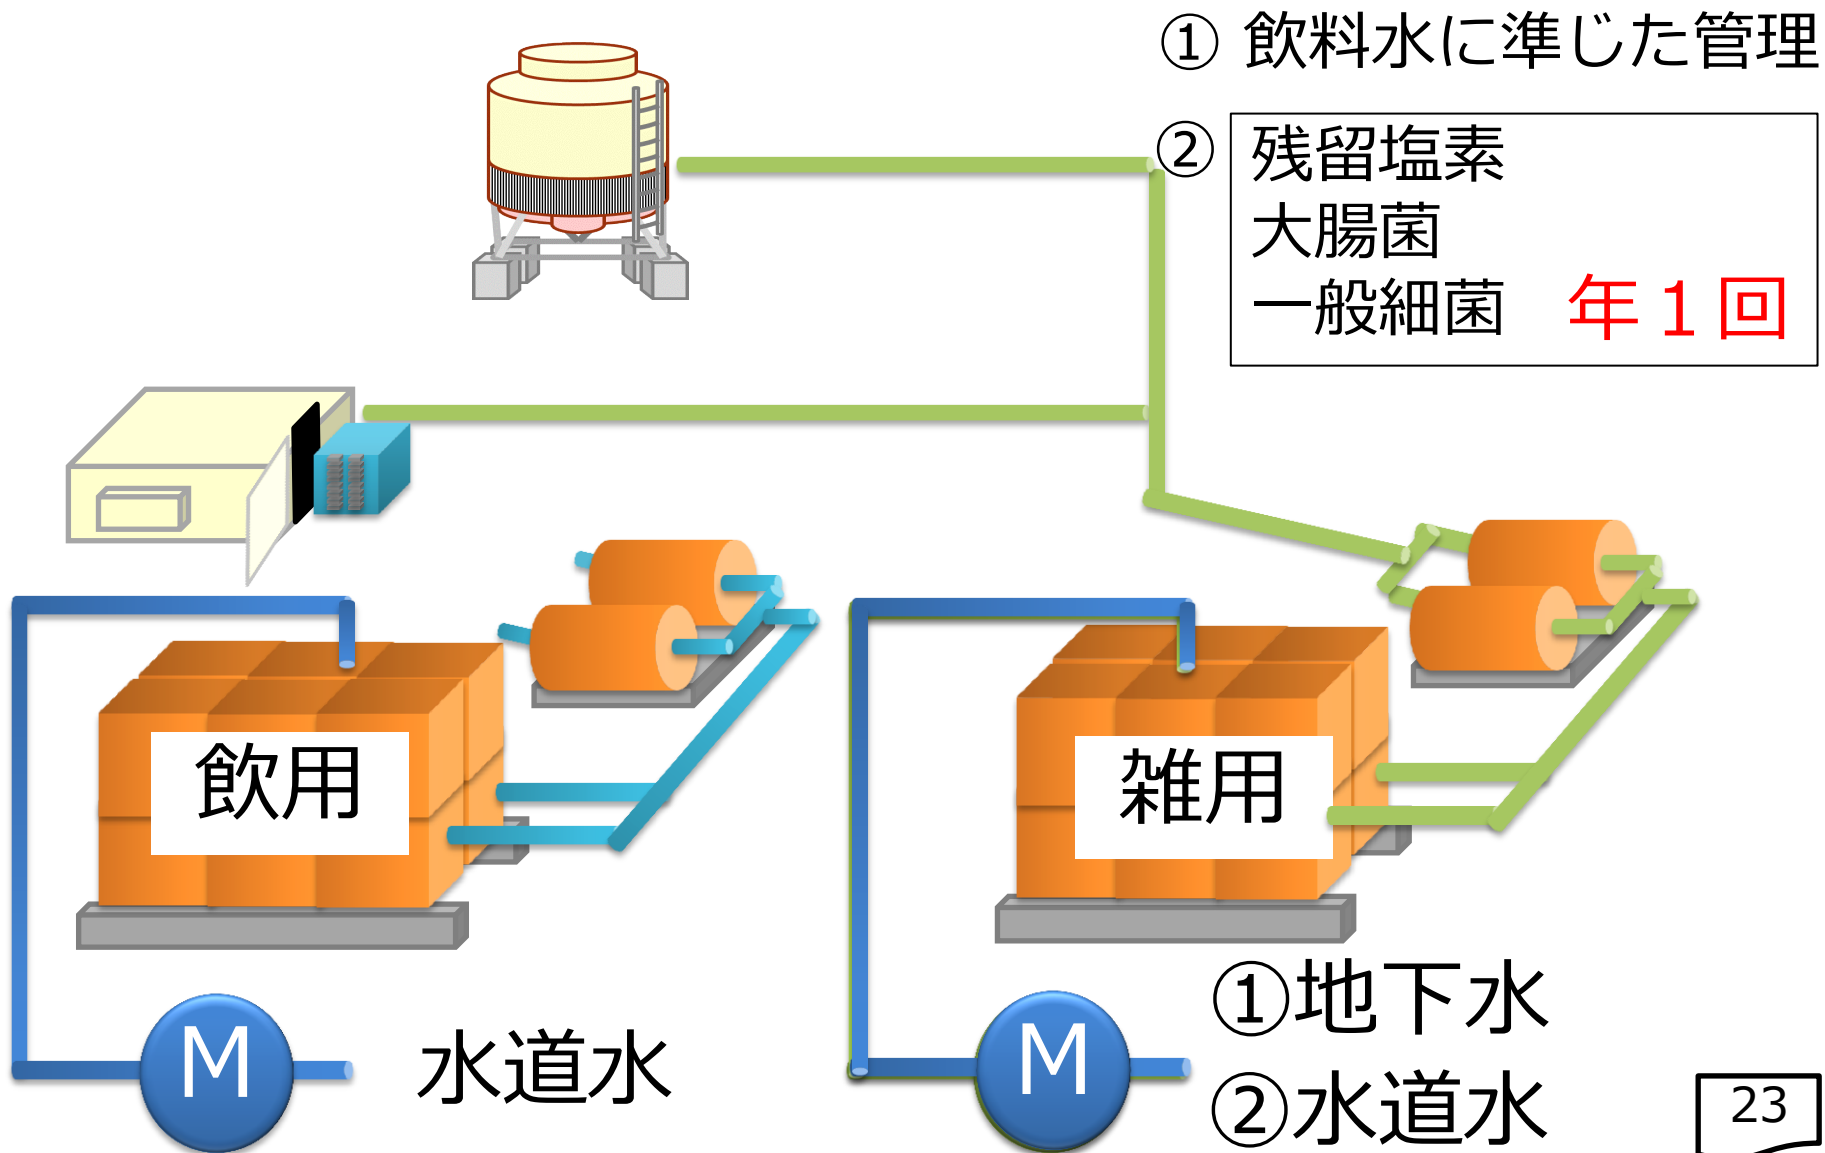 ① 飲料水に準じた管理
② 残留塩素
大腸菌
一般細菌 年１回
飲用
雑用
M
水道水
M
①地下水
②水道水
23